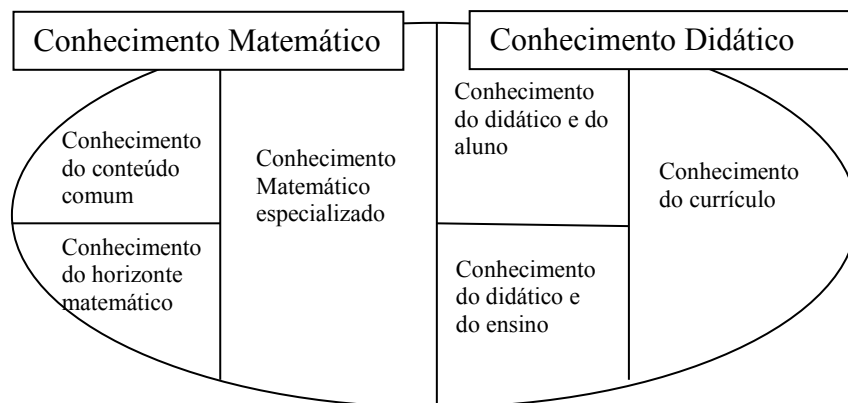 Conhecimento Matemático
Conhecimento Didático
Conhecimento
do conteúdo
comum
Conhecimento
do horizonte
matemático
Conhecimento
Matemático
especializado
Conhecimento
do didático e do
aluno
Conhecimento
do didático e
do ensino
Conhecimento
do currículo